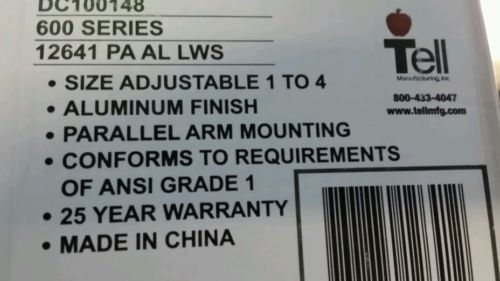 DC100148
600 SERIES
12641 PA AL LWS
• SIZE ADJUSTABLE 1 TO 4
• ALUMINUM FINISH
• PARALLEL ARM MOUNTING
• CONFORMS TO REQUIREMENTS
OF ANSI GRADE 1
• 25 YEAR WARRANTY
• MADE IN CHINA
Tell
Manufacturing, Inc
800-433-4047
www.tellmfg.com